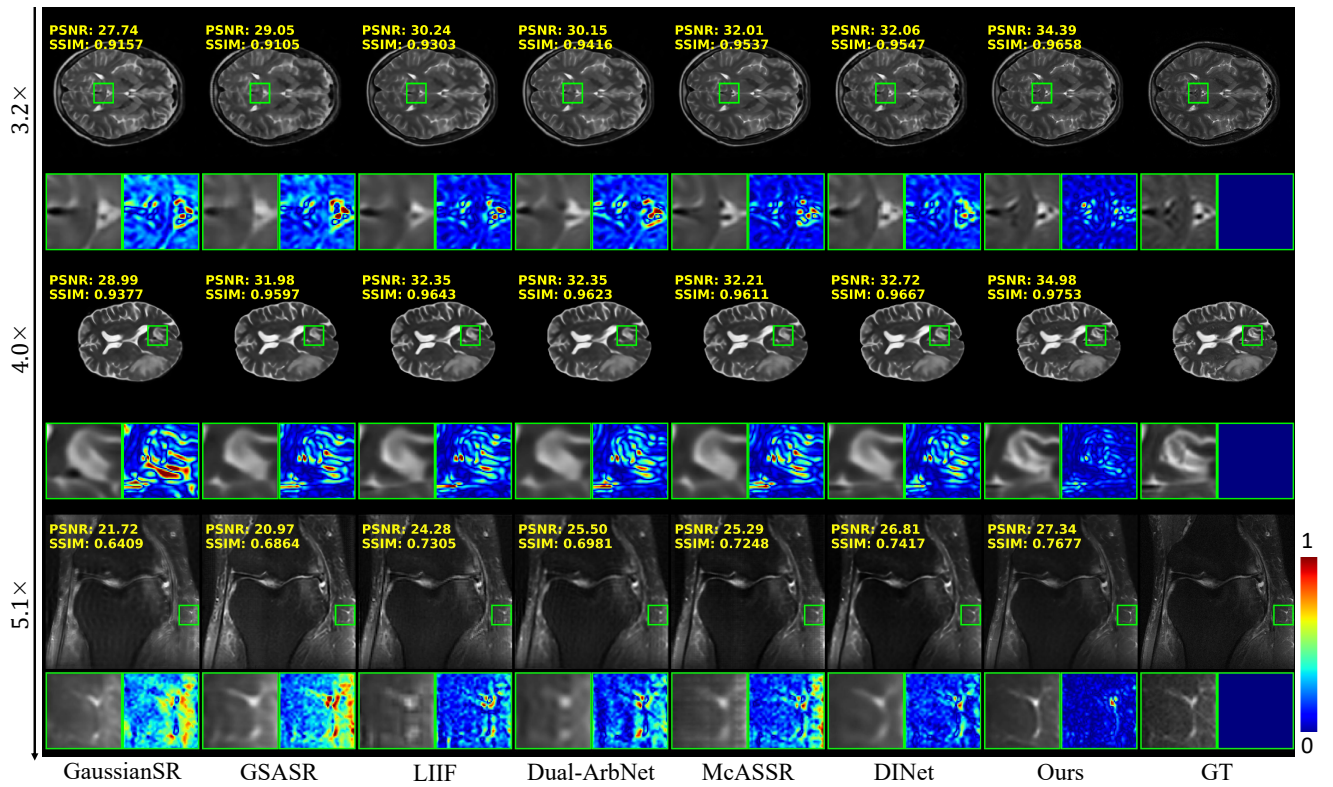 3.2×
PSNR: 27.74
SSIM: 0.9157
PSNR: 29.05
SSIM: 0.9105
PSNR: 30.24
SSIM: 0.9303
PSNR: 30.15
SSIM: 0.9416
PSNR: 32.01
SSIM: 0.9537
PSNR: 32.06
SSIM: 0.9547
PSNR: 34.39
SSIM: 0.9658
4.0×
PSNR: 28.99
SSIM: 0.9377
PSNR: 31.98
SSIM: 0.9597
PSNR: 32.35
SSIM: 0.9643
PSNR: 32.35
SSIM: 0.9623
PSNR: 32.21
SSIM: 0.9611
PSNR: 32.72
SSIM: 0.9667
PSNR: 34.98
SSIM: 0.9753
5.1×
PSNR: 21.72
SSIM: 0.6409
PSNR: 20.97
SSIM: 0.6864
PSNR: 24.28
SSIM: 0.7305
PSNR: 25.50
SSIM: 0.6981
PSNR: 25.29
SSIM: 0.7248
PSNR: 26.81
SSIM: 0.7417
PSNR: 27.34
SSIM: 0.7677
1
0
GaussianSR
GSASR
LIIF
Dual-ArbNet
McASSR
DINet
Ours
GT